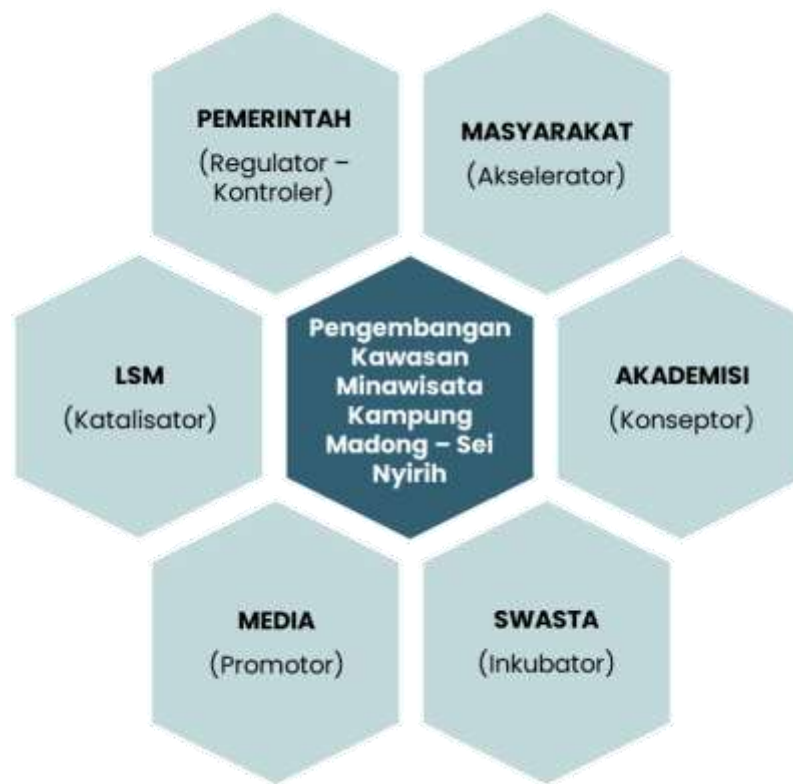 PEMERINTAH
(Regulator –
Kontroler)
MASYARAKAT
(Akselerator)
LSM
(Katalisator)
Pengembangan
Kawasan
Minawisata
Kampung
Madong – Sei
Nyirih
AKADEMISI
(Konseptor)
MEDIA
(Promotor)
SWASTA
(Inkubator)